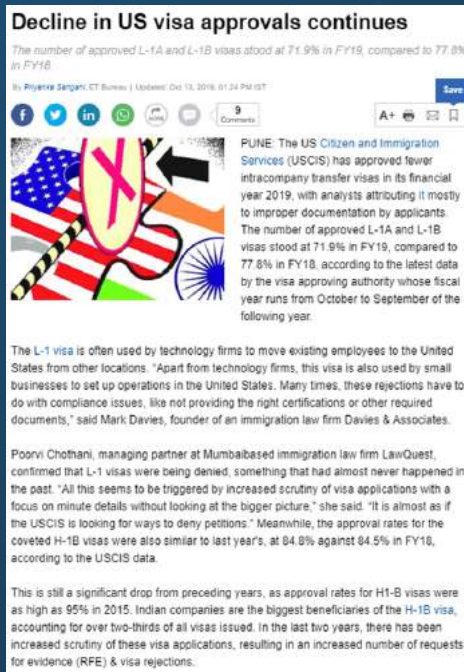 Decline in US visa approvals continues
The number of approved L-1A and L-1B visas stood at 71.9% in FY19, compared to 77.8%
in FY18.
By Priyanka Sangani, ET Bureau | Updated: Oct 13, 2019, 01.24 PM IST
Save
9
Comments
A+
PUNE: The US Citizen and Immigration
Services (USCIS) has approved fewer
intracompany transfer visas in its financial
year 2019, with analysts attributing it mostly
to improper documentation by applicants.
The number of approved L-1A and L-1B
visas stood at 71.9% in FY19, compared to
77.8% in FY18, according to the latest data
by the visa approving authority whose fiscal
year runs from October to September of the
following year.
The L-1 visa is often used by technology firms to move existing employees to the United
States from other locations. "Apart from technology firms, this visa is also used by small
businesses to set up operations in the United States. Many times, these rejections have to
do with compliance issues, like not providing the right certifications or other required
documents," said Mark Davies, founder of an immigration law firm Davies & Associates.
Poorvi Chothani, managing partner at Mumbaibased immigration law firm LawQuest,
confirmed that L-1 visas were being denied, something that had almost never happened in
the past. "All this seems to be triggered by increased scrutiny of visa applications with a
focus on minute details without looking at the bigger picture," she said. "It is almost as if
the USCIS is looking for ways to deny petitions." Meanwhile, the approval rates for the
coveted H-1B visas were also similar to last year's, at 84.8% against 84.5% in FY18,
according to the USCIS data.
This is still a significant drop from preceding years, as approval rates for H1-B visas were
as high as 95% in 2015. Indian companies are the biggest beneficiaries of the H-1B visa,
accounting for over two-thirds of all visas issued. In the last two years, there has been
increased scrutiny of these visa applications, resulting in an increased number of requests
for evidence (RFE) & visa rejections.